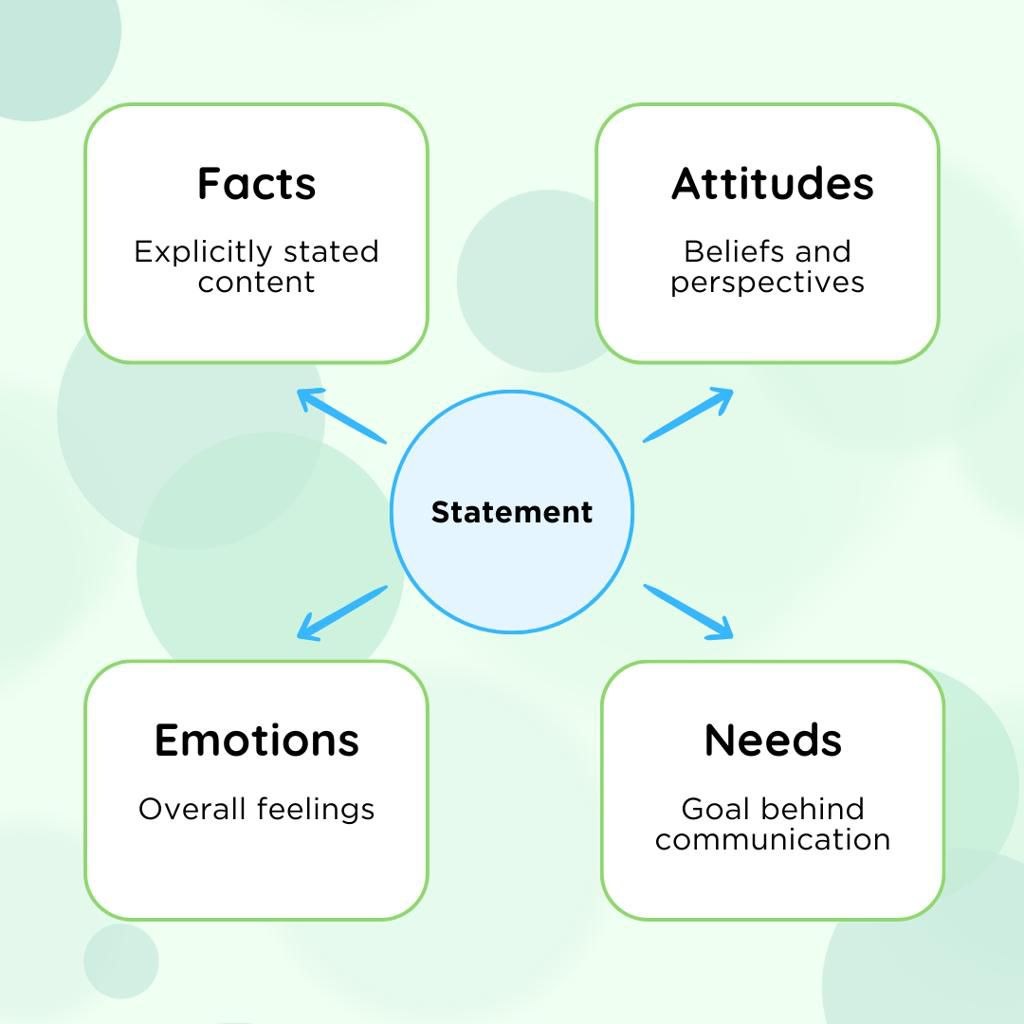 Facts
Explicitly stated
content
Attitudes
Beliefs and
perspectives
Statement
Emotions
Overall feelings
Needs
Goal behind
communication